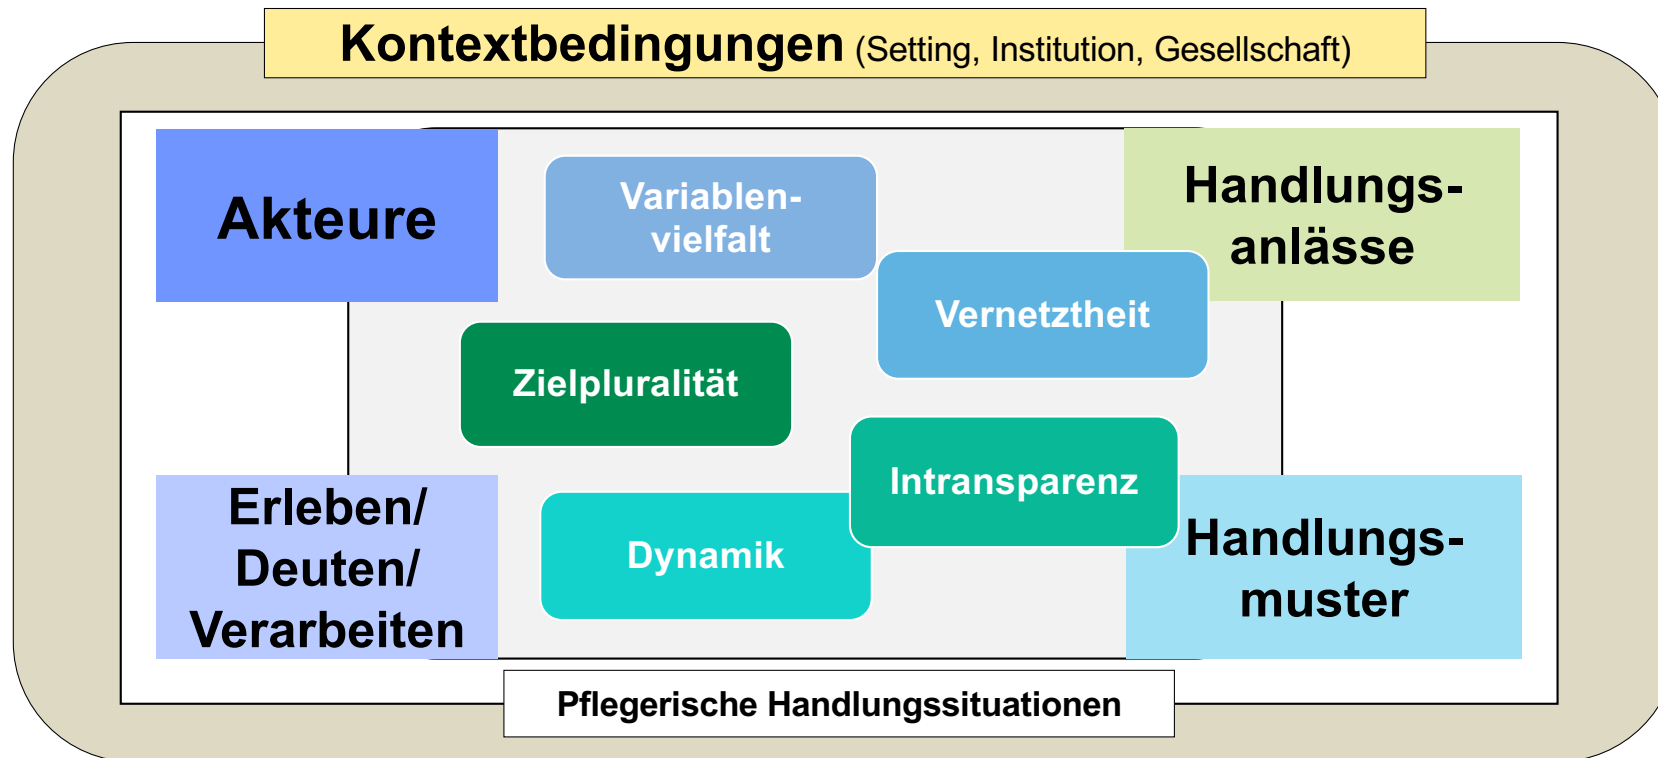 Kontextbedingungen (Setting, Institution, Gesellschaft)
Akteure
Variablen-
vielfalt
Handlungs-
anlässe
Vernetztheit
Zielpluralität
Intransparenz
Erleben/
Deuten/
Verarbeiten
Dynamik
Handlungs-
muster
Pflegerische Handlungssituationen